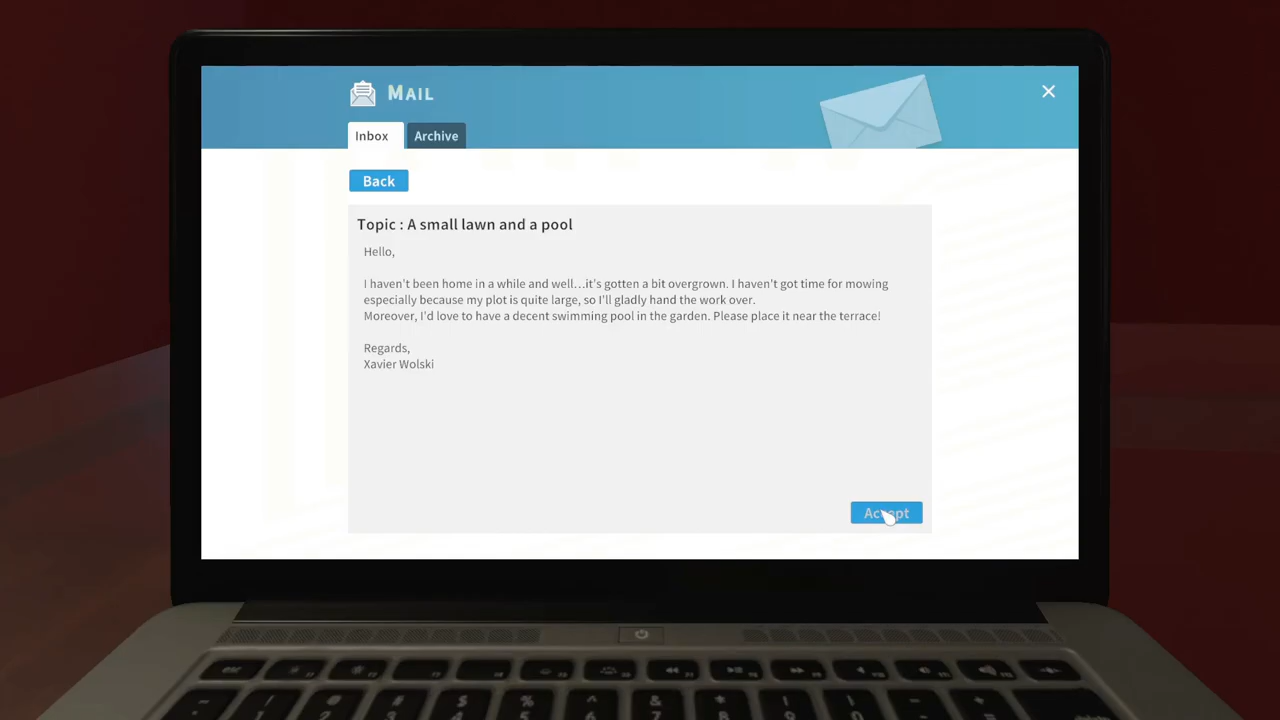 MAIL
Inbox
Archive
Back
Topic : A small lawn and a pool
Hello,
I haven't been home in a while and well...it's gotten a bit overgrown. I haven't got time for mowing
especially because my plot is quite large, so I'll gladly hand the work over.
Moreover, I'd love to have a decent swimming pool in the garden. Please place it near the terrace!
Regards,
Xavier Wolski
Accept
esc